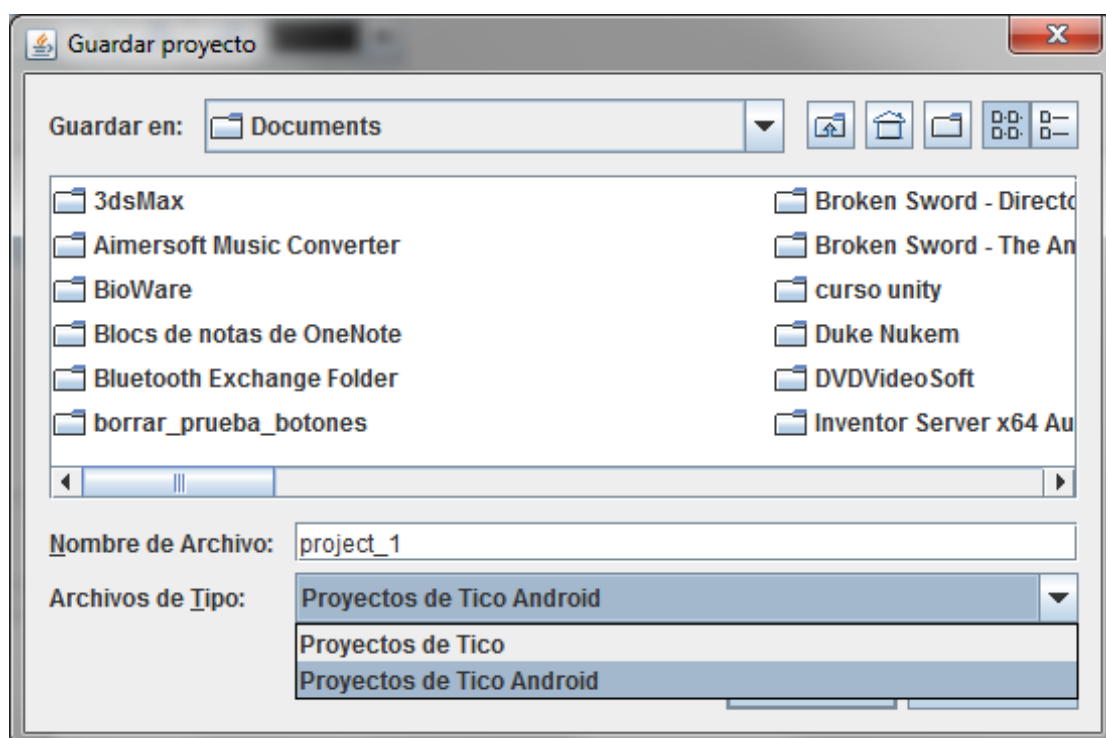 Guardar proyecto
Guardar en: Documents
3dsMax
Aimersoft Music Converter
BioWare
Blocs de notas de OneNote
Bluetooth Exchange Folder
borrar_prueba_botones
Broken Sword - Directo
Broken Sword - The An
curso unity
Duke Nukem
DVDVideoSoft
Inventor Server x64 Au
Nombre de Archivo: project_1
Archivos de Tipo: Proyectos de Tico Android
Proyectos de Tico
Proyectos de Tico Android